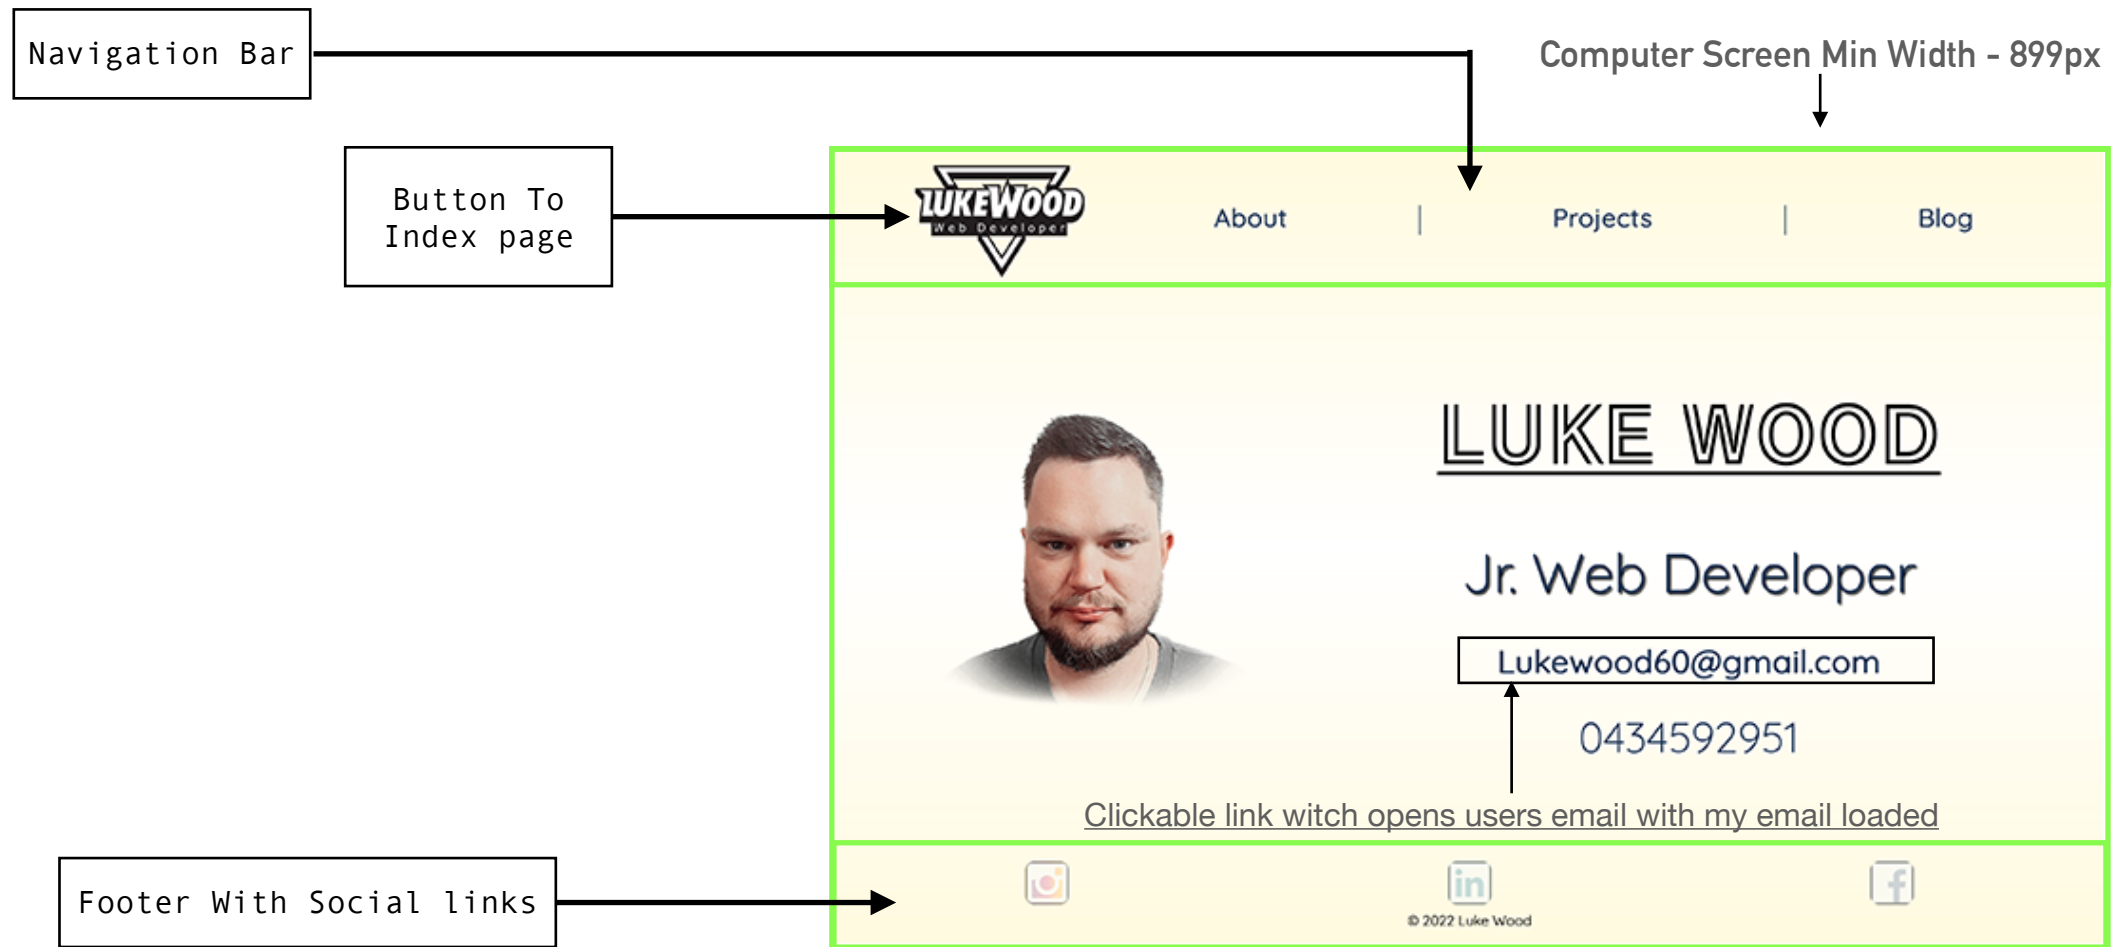 Navigation Bar
Computer Screen Min Width - 899px
Button To
Index page
LUKEWOOD
Web Developer
About | Projects | Blog
LUKE WOOD
Jr. Web Developer
Lukewood60@gmail.com
0434592951
Clickable link witch opens users email with my email loaded
Footer With Social links
in
f
© 2022 Luke Wood